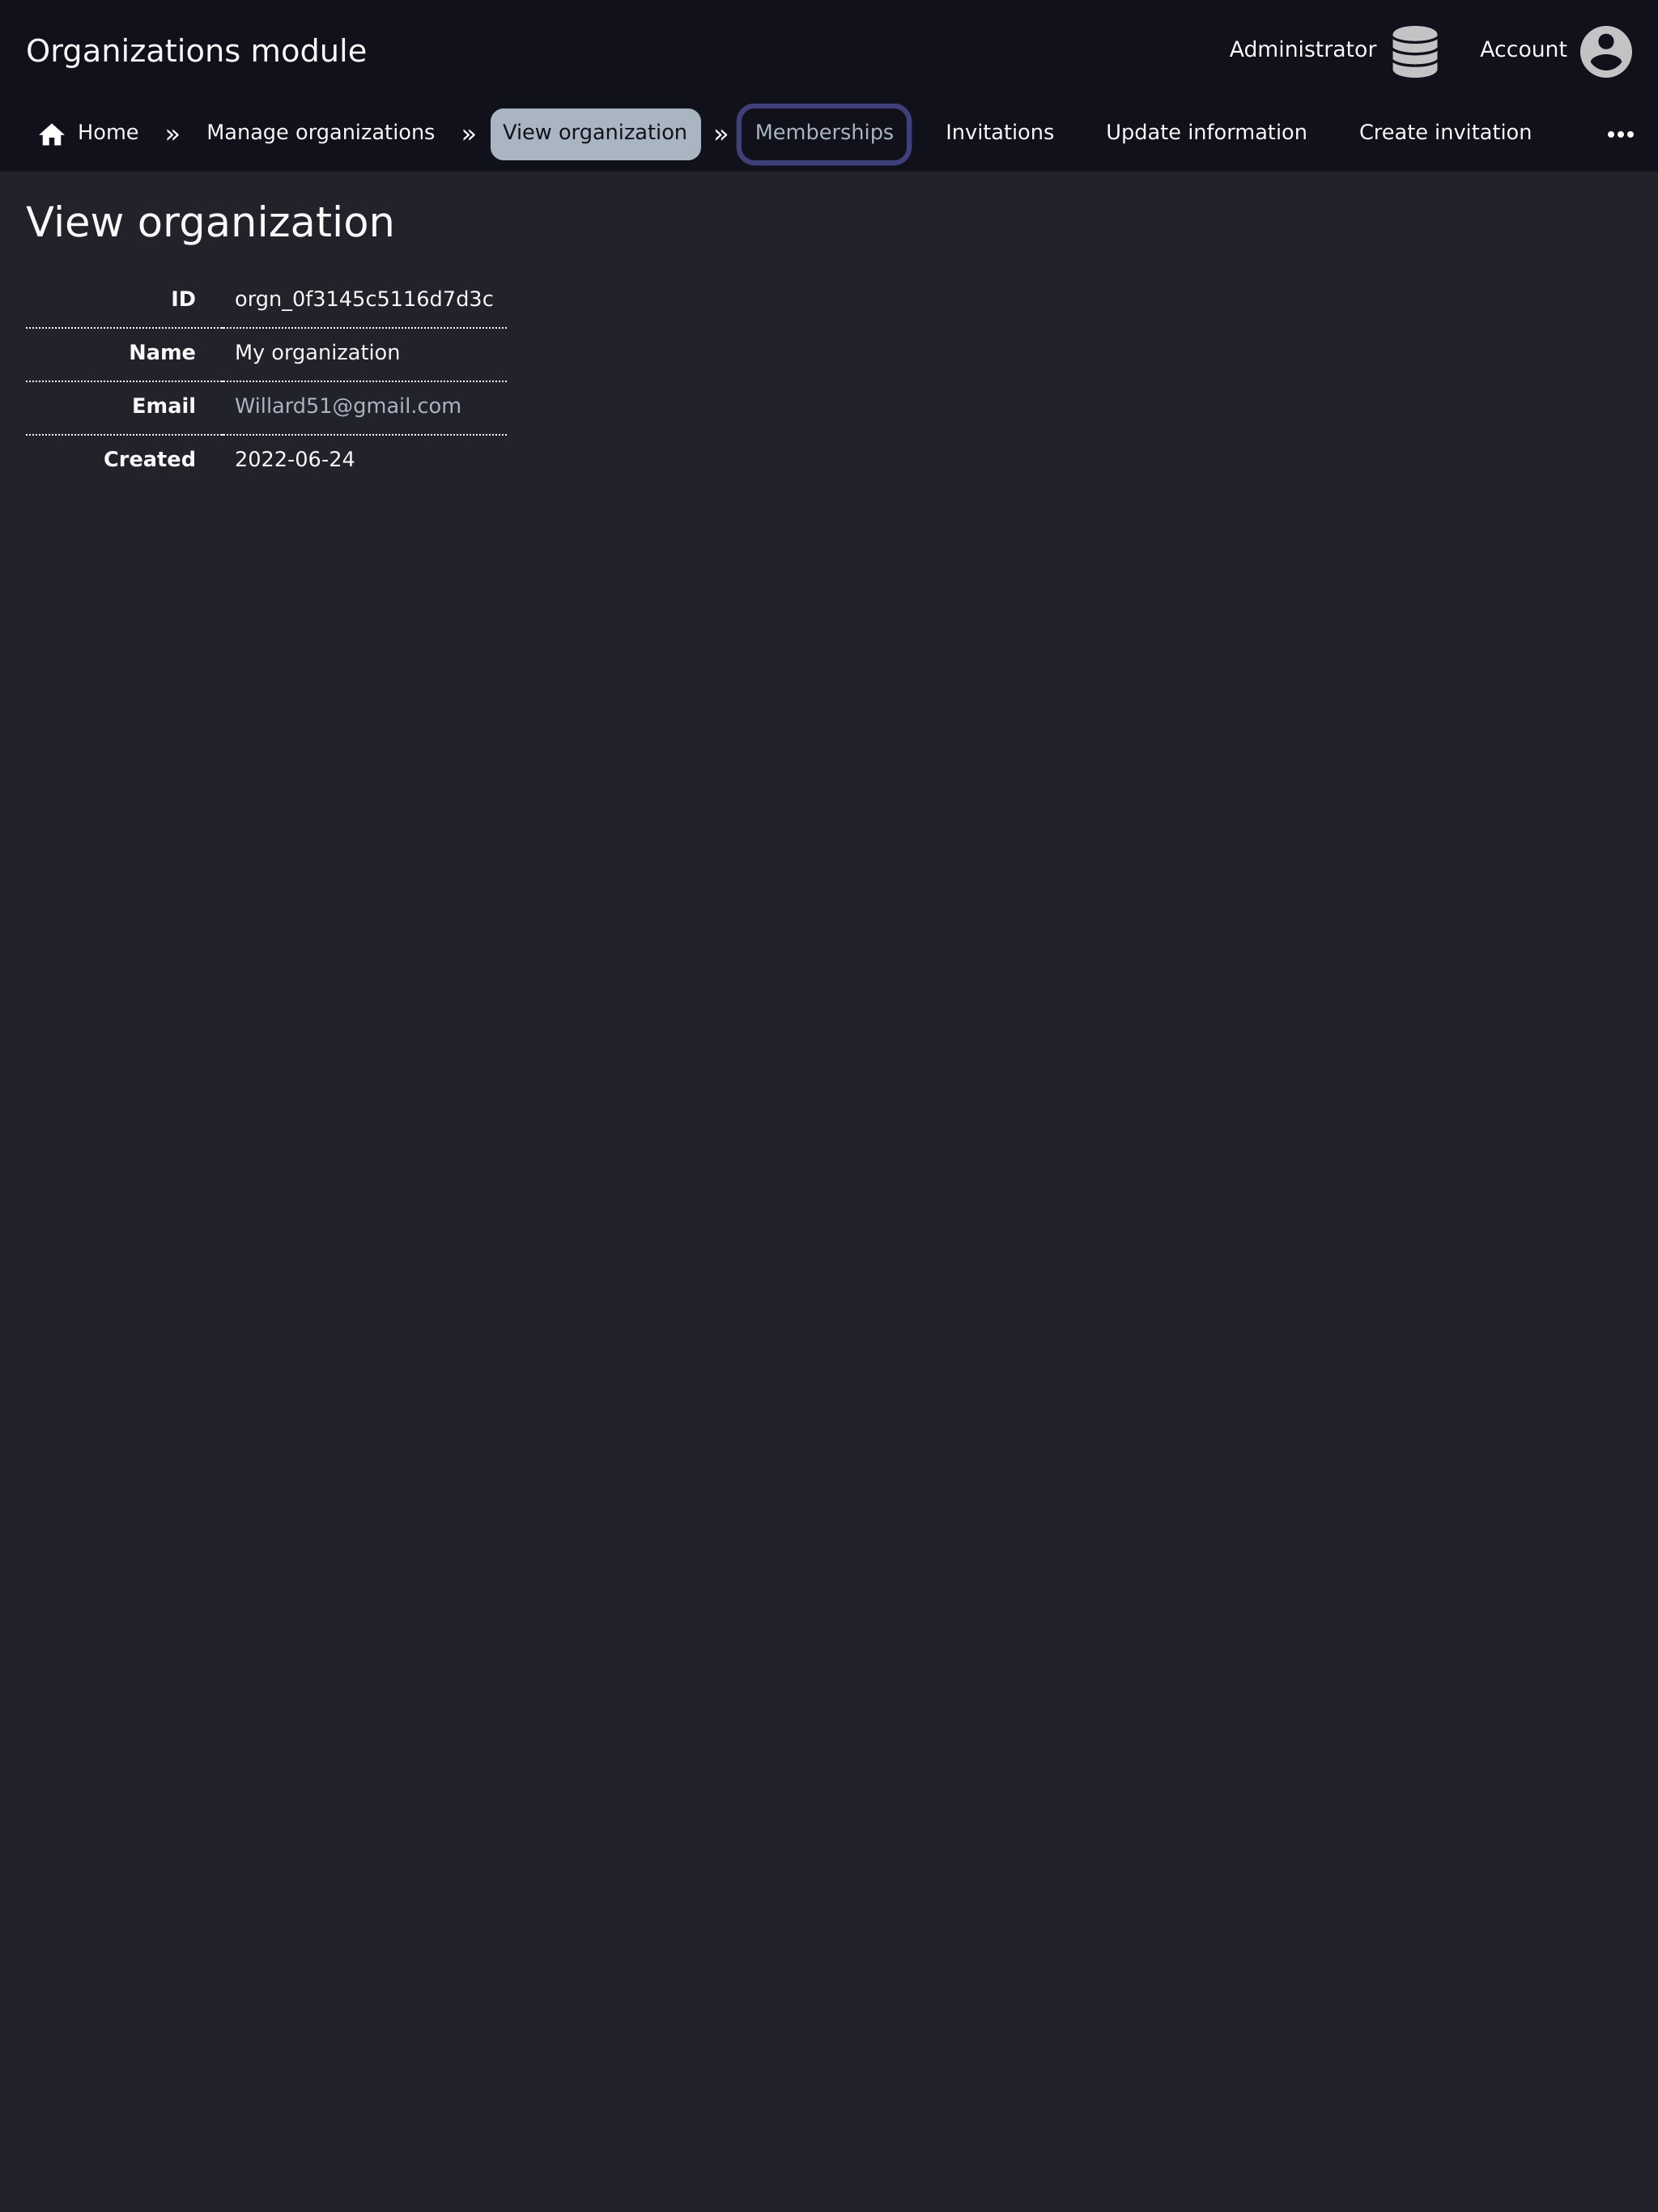 Organizations module
Administrator
Account
Home » Manage organizations » View organization » Memberships Invitations Update information Create invitation •••
View organization
ID orgn_0f3145c5116d7d3c
Name My organization
Email Willard51@gmail.com
Created 2022-06-24